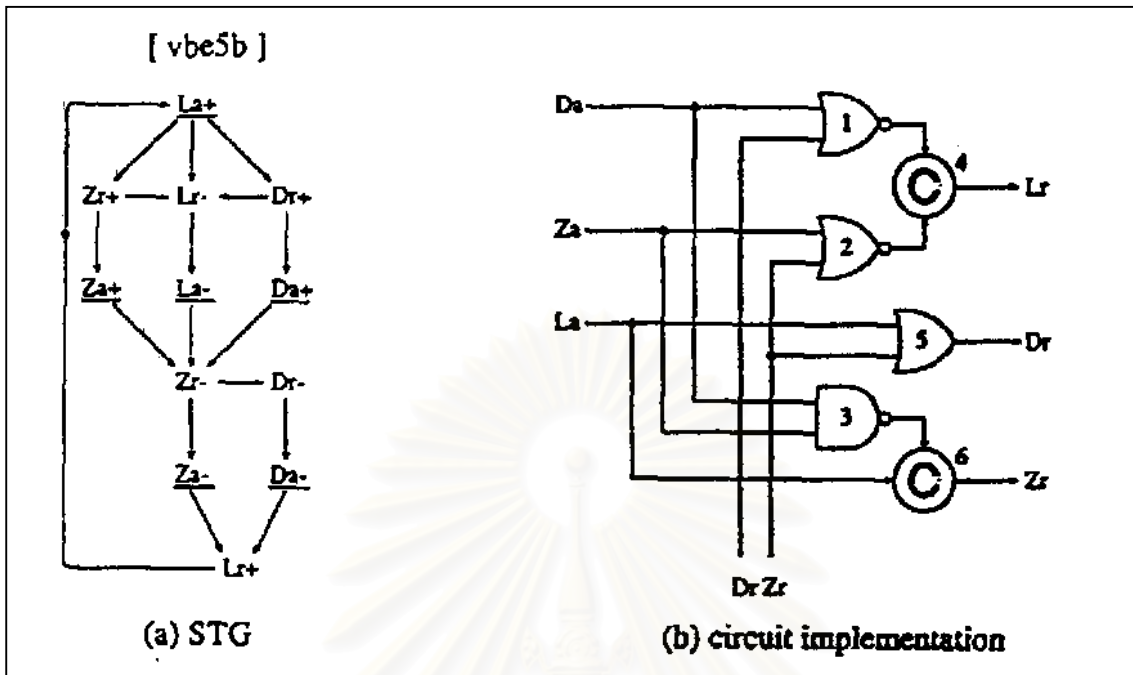 [ vbe5b ]
La+
Zr+ Lr- Dr+
Za+ La- Da+
Zr- Dr-
Za- Da-
Lr+
(a) STG
Da
1
4
C
Lr
Za
2
La
5
Dr
3
6
C
Zr
Dr Zr
(b) circuit implementation